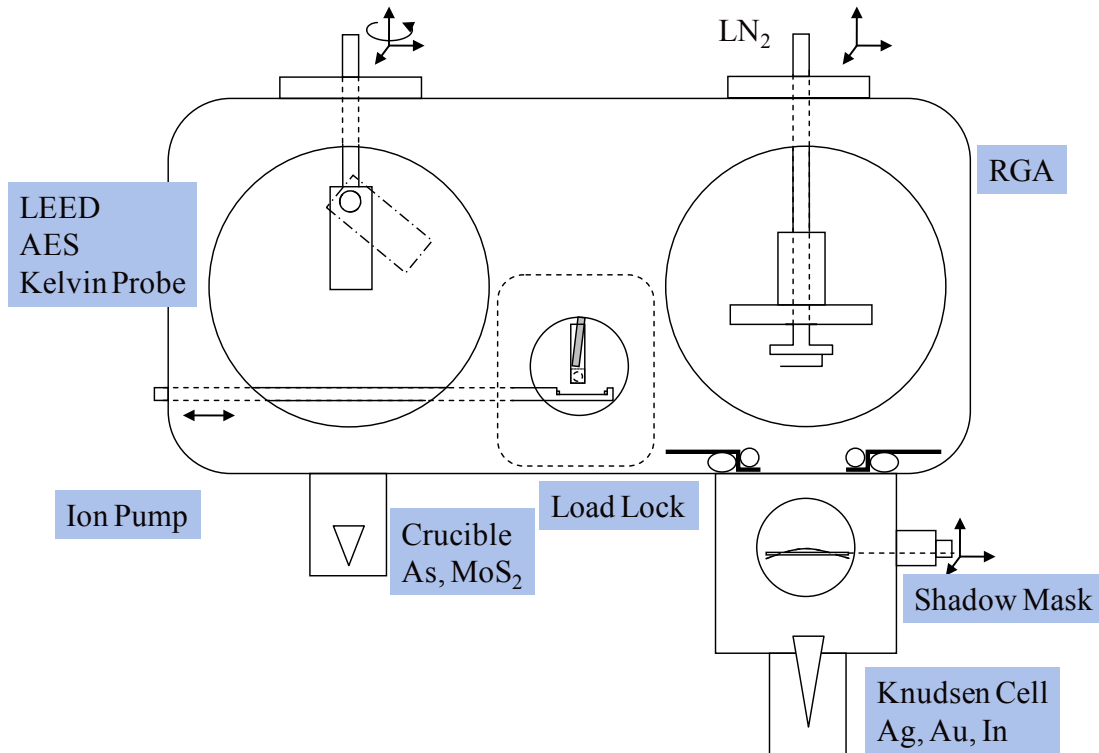 LN₂
RGA
LEED
AES
Kelvin Probe
Ion Pump
Crucible
As, MoS₂
Load Lock
Shadow Mask
Knudsen Cell
Ag, Au, In